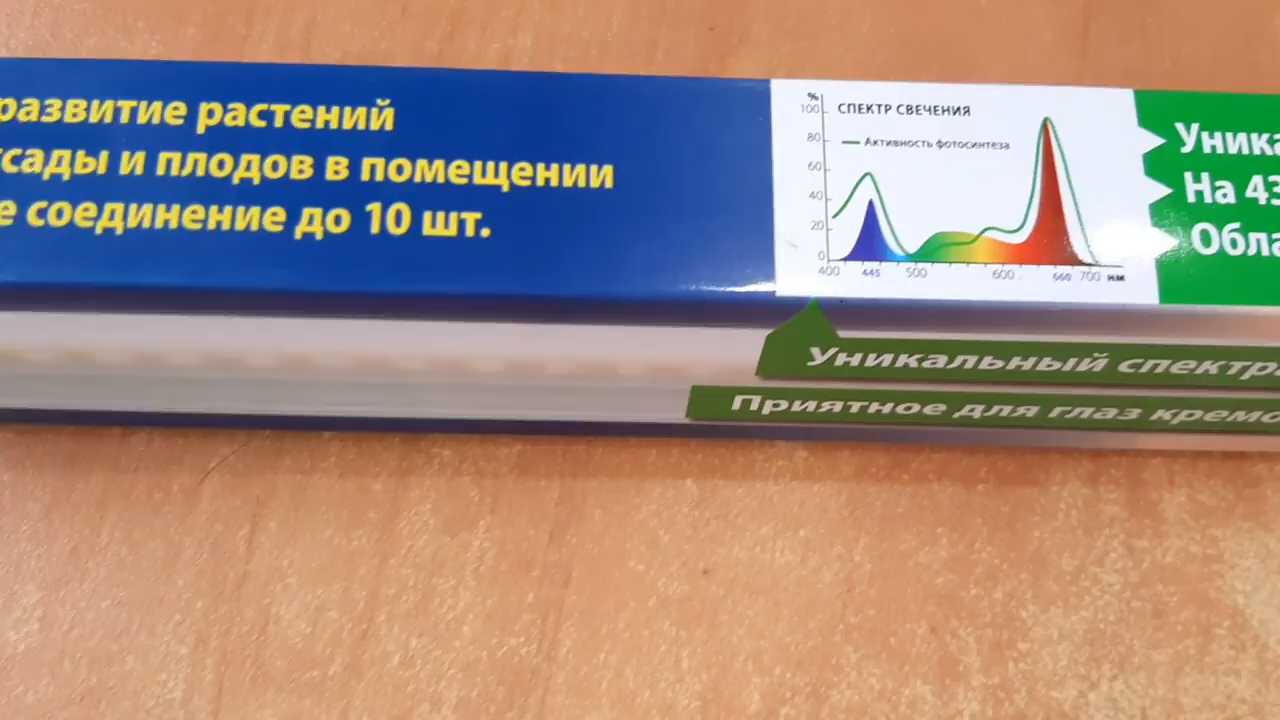 развитие растений
сады и плодов в помещении
е соединение до 10 шт.
%
СПЕКТР СВЕЧЕНИЯ
Активность фотосинтеза
100
80
60
40
20
0
400 445 500 600 660 700 нм
Уника
На 43
Обла
Уникальный спектр
Приятное для глаз кремо